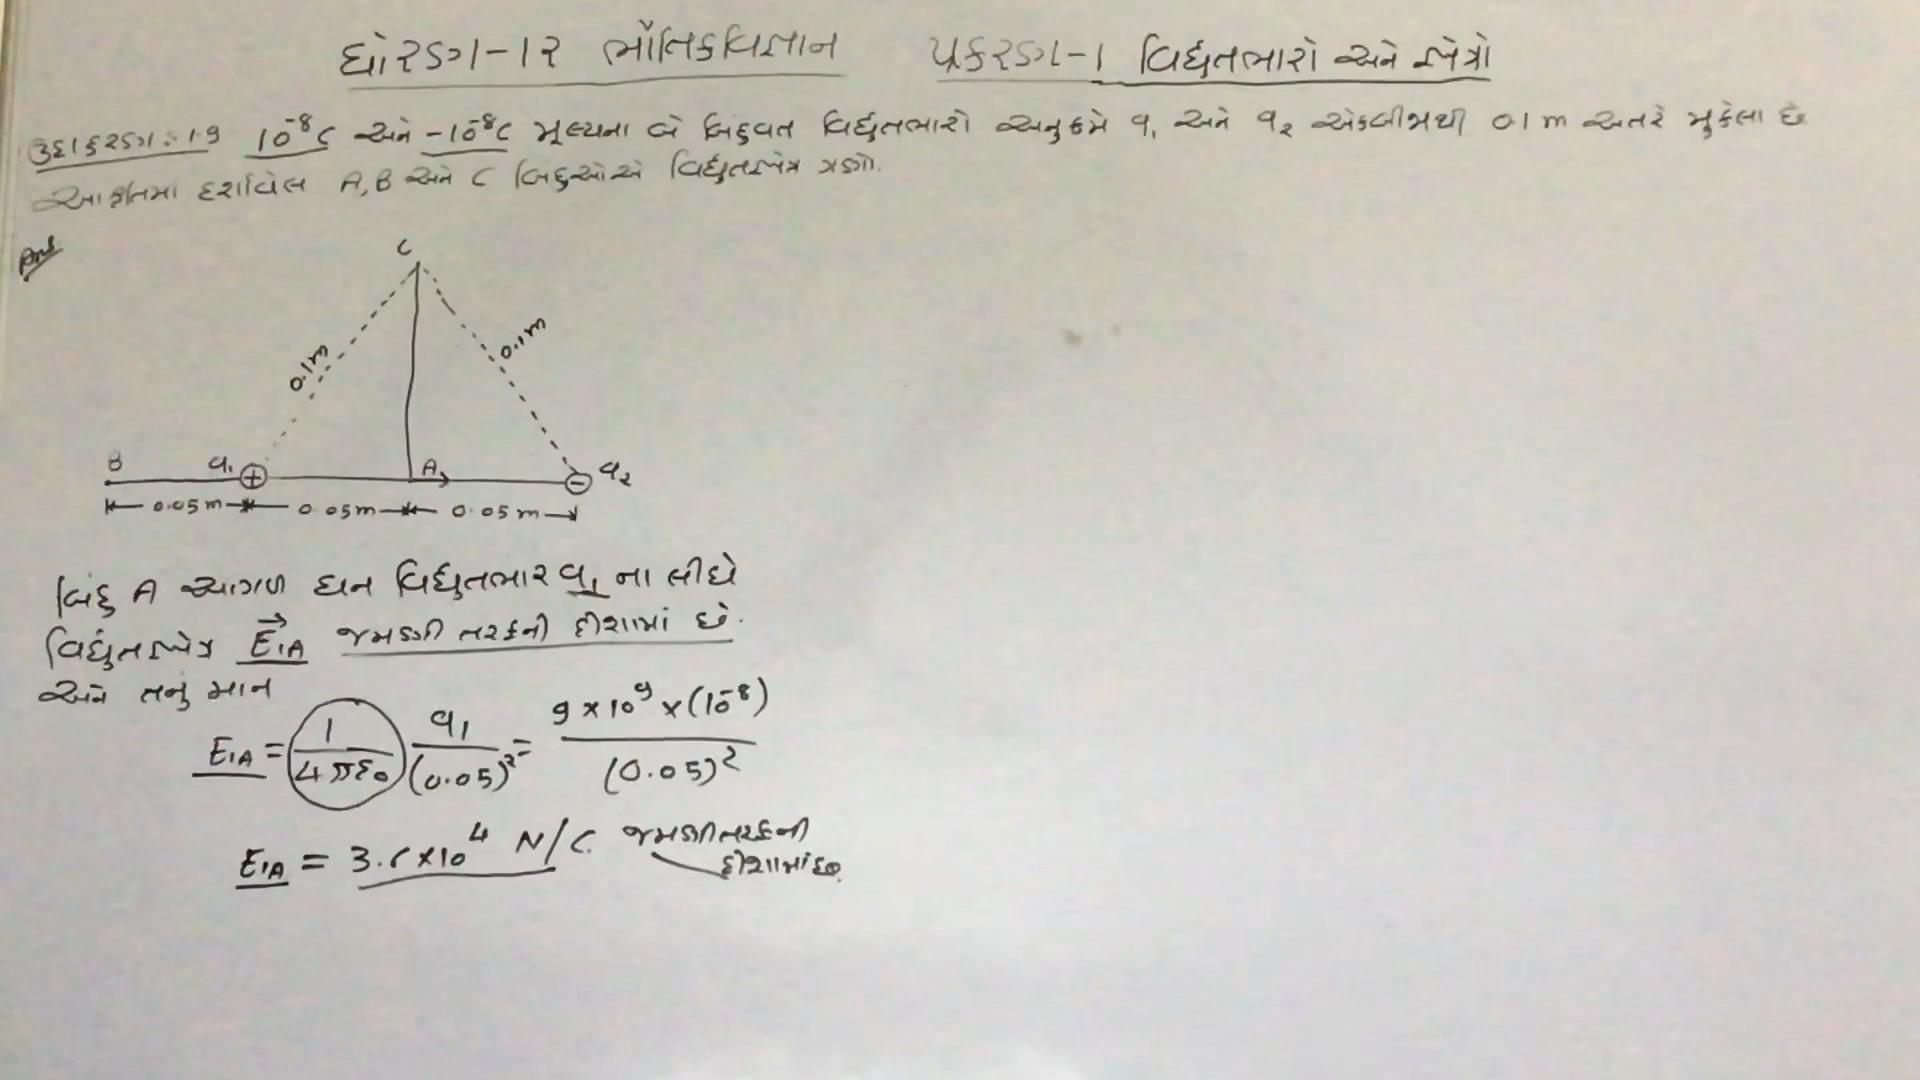 ધોરણ-૧૨ ભૌતિકવિજ્ઞાન પ્રકરણ-1 વિદ્યુતભારો અને ક્ષેત્રો
ઉદાહરણ:-1.9 10⁻⁸C અને -10⁻⁸C મૂલ્યના બે બિંદુવત વિદ્યુતભારો અનુક્રમે q₁ અને q₂ એકબીજાથી 0.1 m અંતરે મુકેલા છે
આકૃતિમા દર્શાવેલ A, B અને C બિંદુઓએ વિદ્યુતક્ષેત્ર ગણો.
Ans
C
0.1m 0.1m
B q₁ + A - q₂
0.05m 0.05m 0.05m
બિંદુ A આગળ ધન વિદ્યુતભાર q₁ ના લીધે
વિદ્યુતક્ષેત્ર E⃗₁A જમણી તરફની દીશામાં છે.
અને તેનું માન
E₁A = 1/4πε₀ q₁/(0.05)² = 9×10⁹×(10⁻⁸)/(0.05)²
E₁A = 3.6×10⁴ N/C. જમણીતરફની
દીશામાં છે.